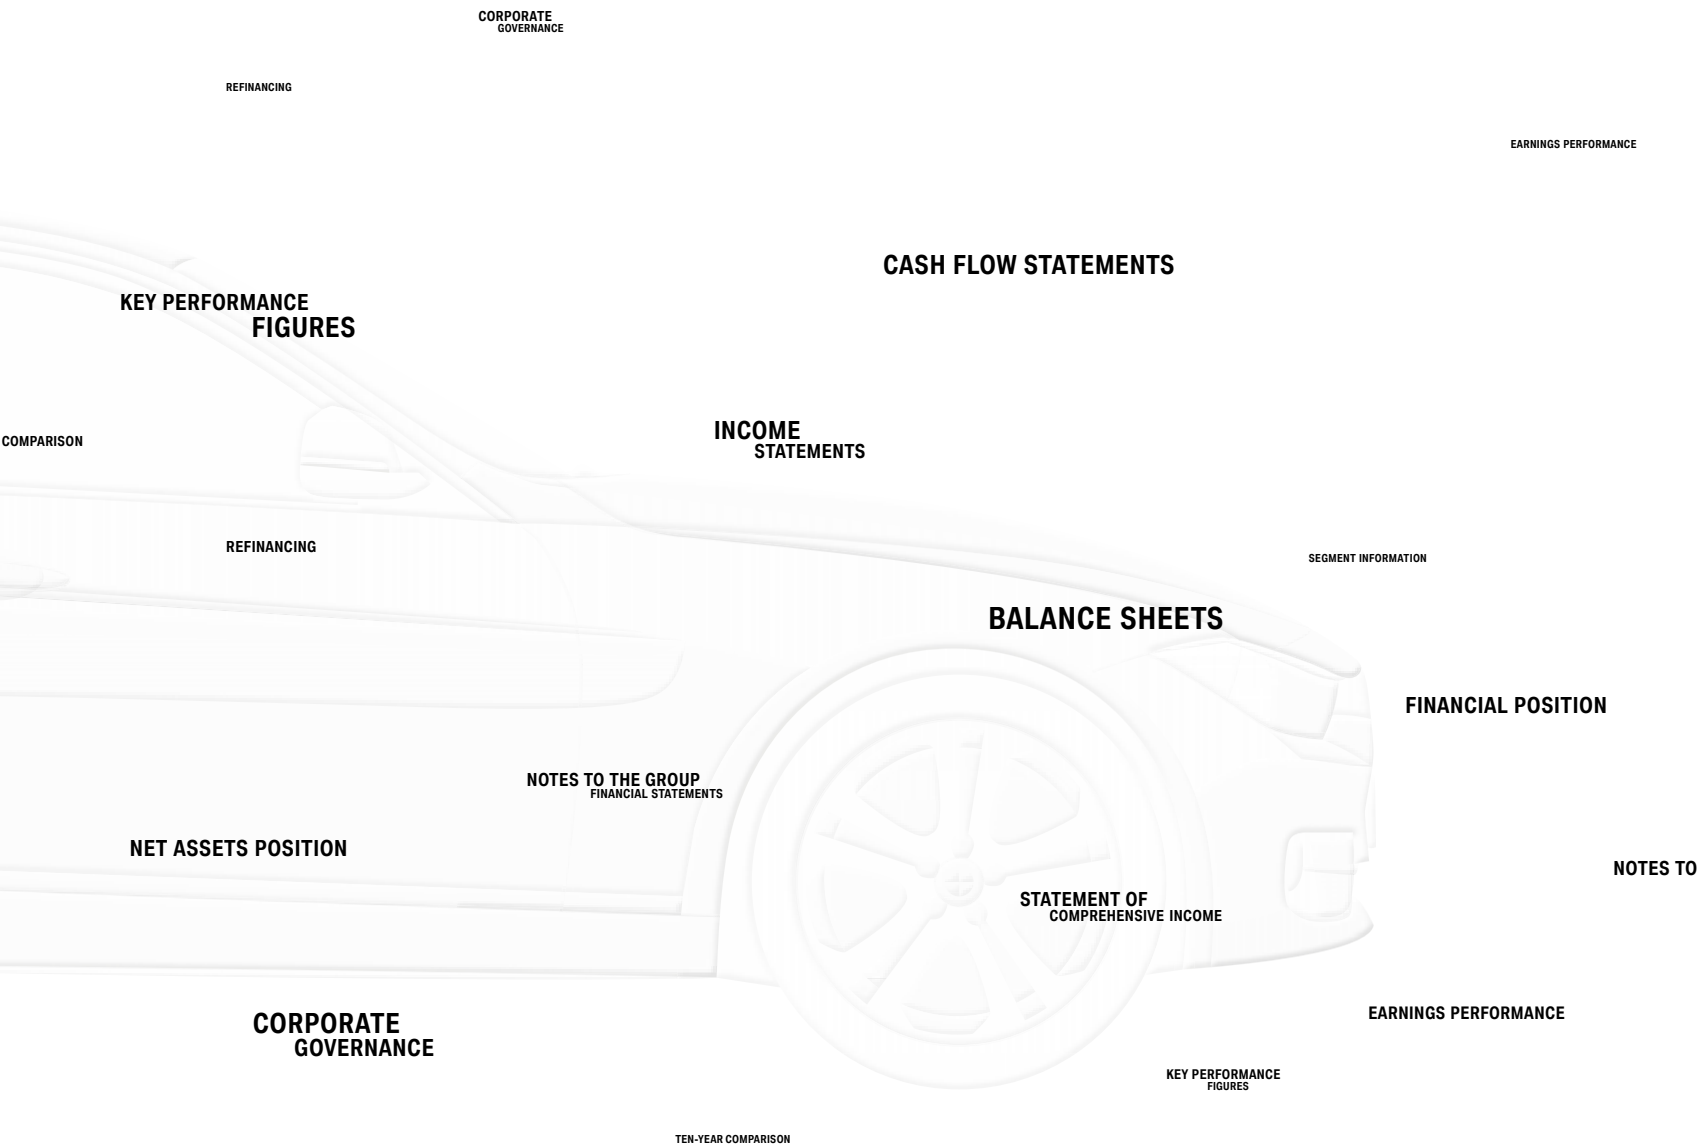 CORPORATE
GOVERNANCE
REFINANCING
EARNINGS PERFORMANCE
CASH FLOW STATEMENTS
KEY PERFORMANCE
FIGURES
INCOME
STATEMENTS
COMPARISON
REFINANCING
SEGMENT INFORMATION
BALANCE SHEETS
FINANCIAL POSITION
NOTES TO THE GROUP
FINANCIAL STATEMENTS
NET ASSETS POSITION
NOTES TO
STATEMENT OF
COMPREHENSIVE INCOME
CORPORATE
GOVERNANCE
EARNINGS PERFORMANCE
KEY PERFORMANCE
FIGURES
TEN-YEAR COMPARISON